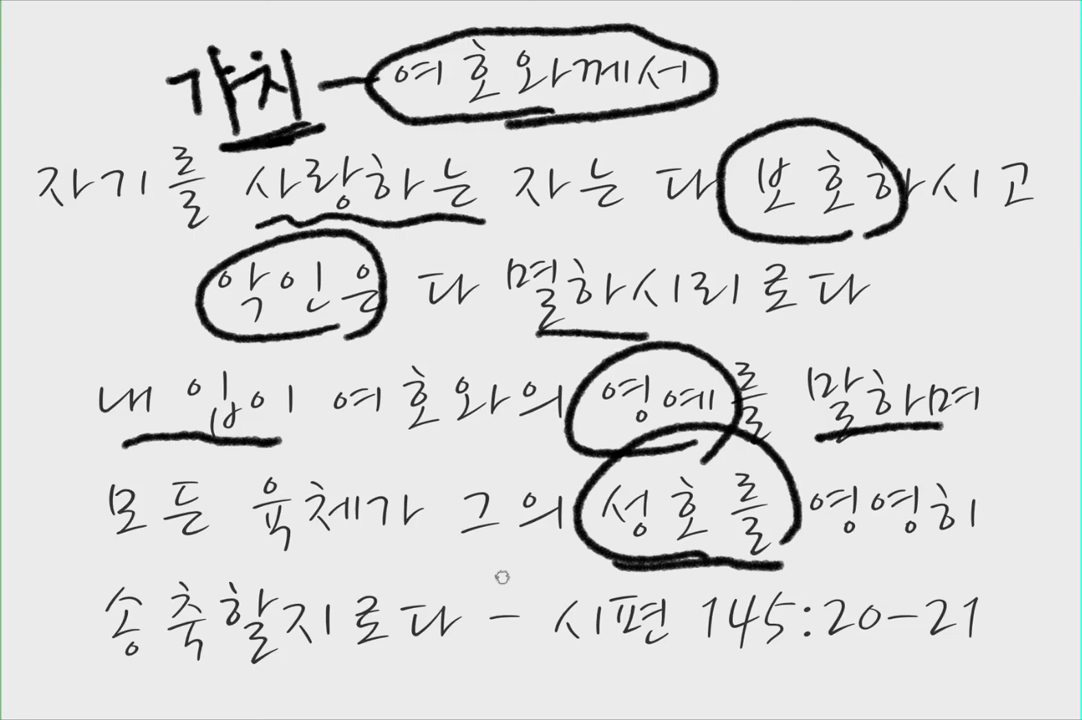 가치 - 여호와께서
자기를 사랑하는 자는 다 보호하시고
악인은 다 멸하시리로다
내 입이 여호와의 영예를 말하며
모든 육체가 그의 성호를 영영히
송축할지로다 - 시편 145:20-21